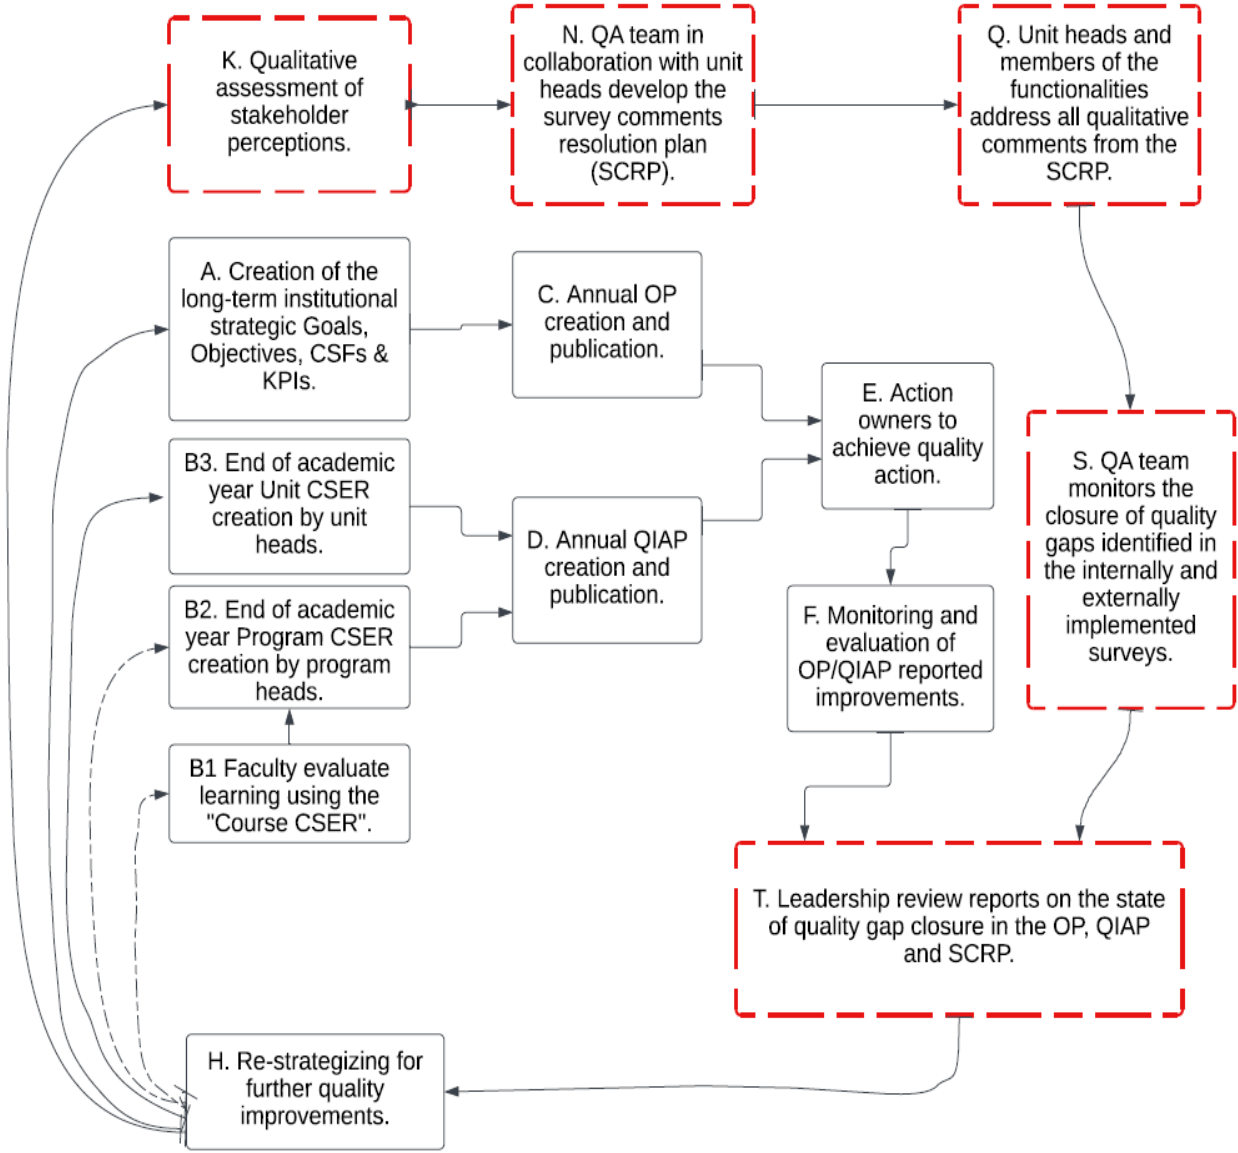 K. Qualitative
assessment of
stakeholder
perceptions.
N. QA team in
collaboration with unit
heads develop the
survey comments
resolution plan
(SCRP).
Q. Unit heads and
members of the
functionalities
address all qualitative
comments from the
SCRP.
A. Creation of the
long-term institutional
strategic Goals,
Objectives, CSFs &
KPIs.
C. Annual OP
creation and
publication.
E. Action
owners to
achieve quality
action.
B3. End of academic
year Unit CSER
creation by unit
heads.
D. Annual QIAP
creation and
publication.
S. QA team
monitors the
closure of quality
gaps identified in
the internally and
externally
implemented
surveys.
B2. End of academic
year Program CSER
creation by program
heads.
F. Monitoring and
evaluation of
OP/QIAP reported
improvements.
B1 Faculty evaluate
learning using the
"Course CSER".
T. Leadership review reports on the state
of quality gap closure in the OP, QIAP
and SCRP.
H. Re-strategizing for
further quality
improvements.